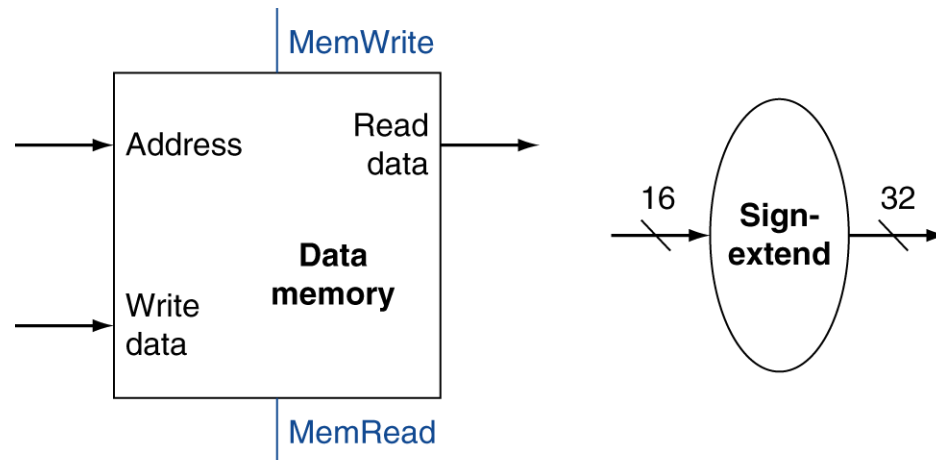 MemWrite
Address
Read
data
Data
memory
Write
data
MemRead
16
Sign-
extend
32